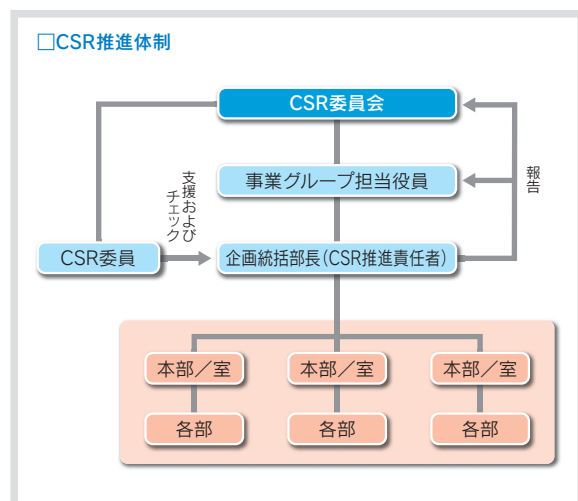 □CSR推進体制
CSR委員会
事業グループ担当役員
報告
支援および
チェック
CSR委員
企画統括部長(CSR推進責任者)
本部／室
本部／室
本部／室
各部
各部
各部